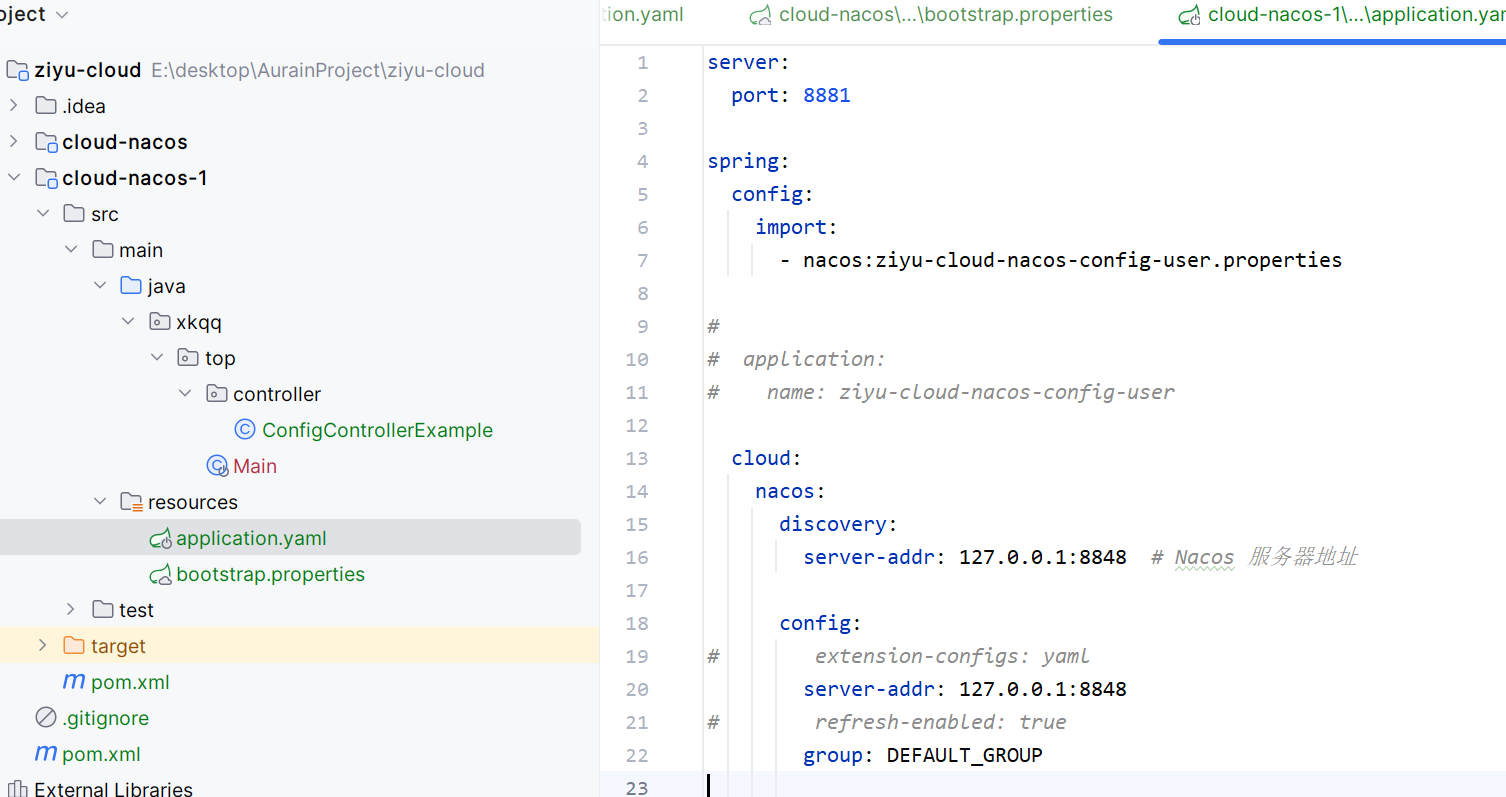 oject
ziyu-cloud E:\desktop\AurainProject\ziyu-cloud
.idea
cloud-nacos
cloud-nacos-1
src
main
java
xkqq
top
controller
ConfigControllerExample
Main
resources
application.yaml
bootstrap.properties
test
target
pom.xml
.gitignore
pom.xml
External Libraries
tion.yaml cloud-nacos\...\bootstrap.properties cloud-nacos-1\...\application.yam
1 server:
2 port: 8881
3
4 spring:
5 config:
6 import:
7 - nacos:ziyu-cloud-nacos-config-user.properties
8
9 #
10 # application:
11 # name: ziyu-cloud-nacos-config-user
12
13 cloud:
14 nacos:
15 discovery:
16 server-addr: 127.0.0.1:8848 # Nacos 服务器地址
17
18 config:
19 # extension-configs: yaml
20 server-addr: 127.0.0.1:8848
21 # refresh-enabled: true
22 group: DEFAULT_GROUP
23